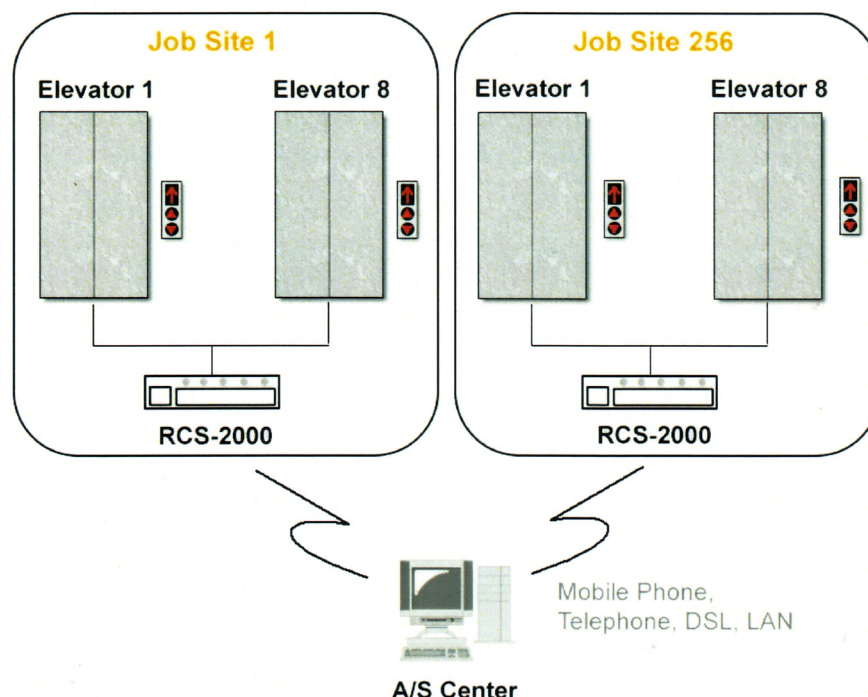 Job Site 1
Elevator 1
Elevator 8
RCS-2000
Job Site 256
Elevator 1
Elevator 8
RCS-2000
Mobile Phone,
Telephone, DSL, LAN
A/S Center